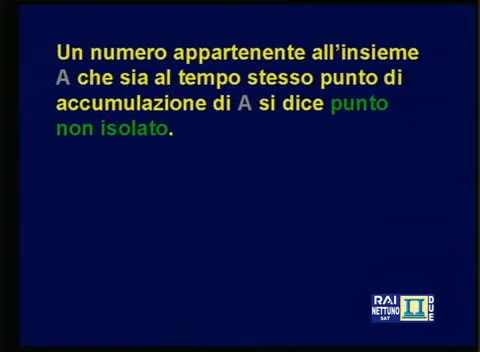 Un numero appartenente all'insieme
A che sia al tempo stesso punto di
accumulazione di A si dice punto
non isolato.
RAI
NETTUNO
SAT
DUE